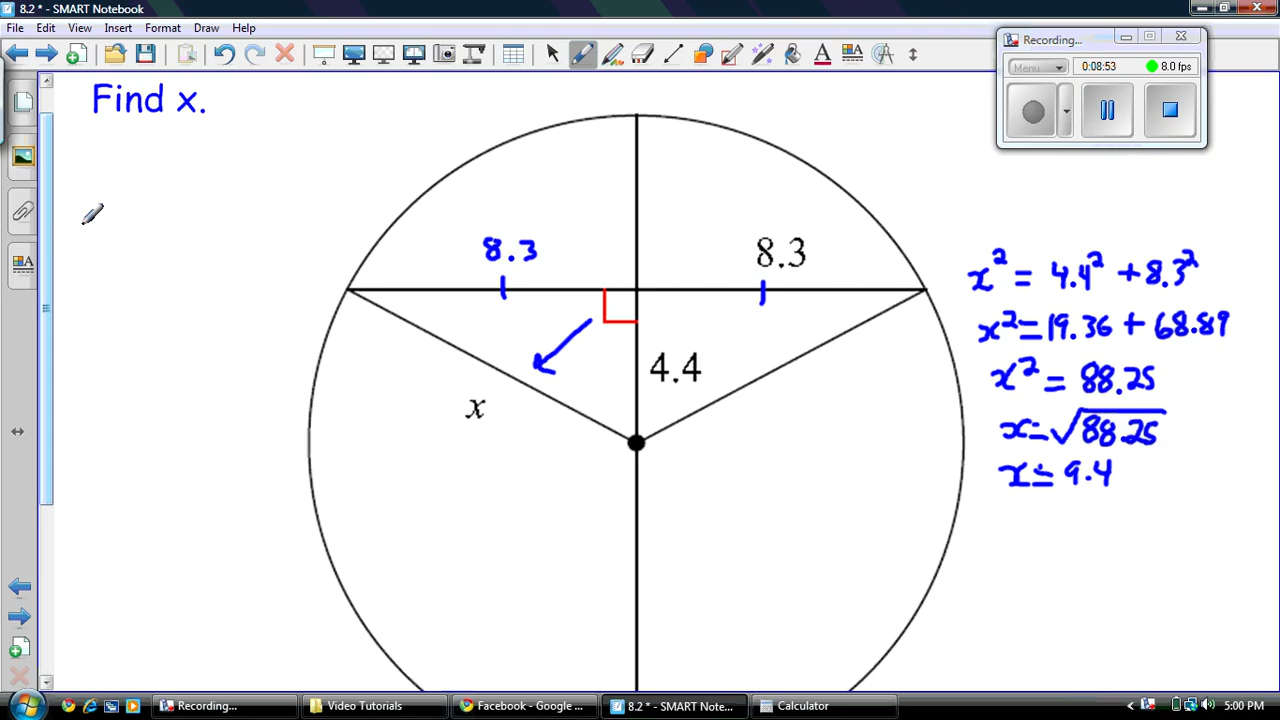 8.2 * - SMART Notebook
File Edit View Insert Format Draw Help
Recording...
Menu
0:08:53
8.0 fps
Find x.
8.3
8.3
4.4
x
x² = 4.4² + 8.3²
x² = 19.36 + 68.89
x² = 88.25
x = √88.25
x ≐ 9.4
Recording...
Video Tutorials
Facebook - Google ...
8.2 * - SMART Note...
Calculator
5:00 PM